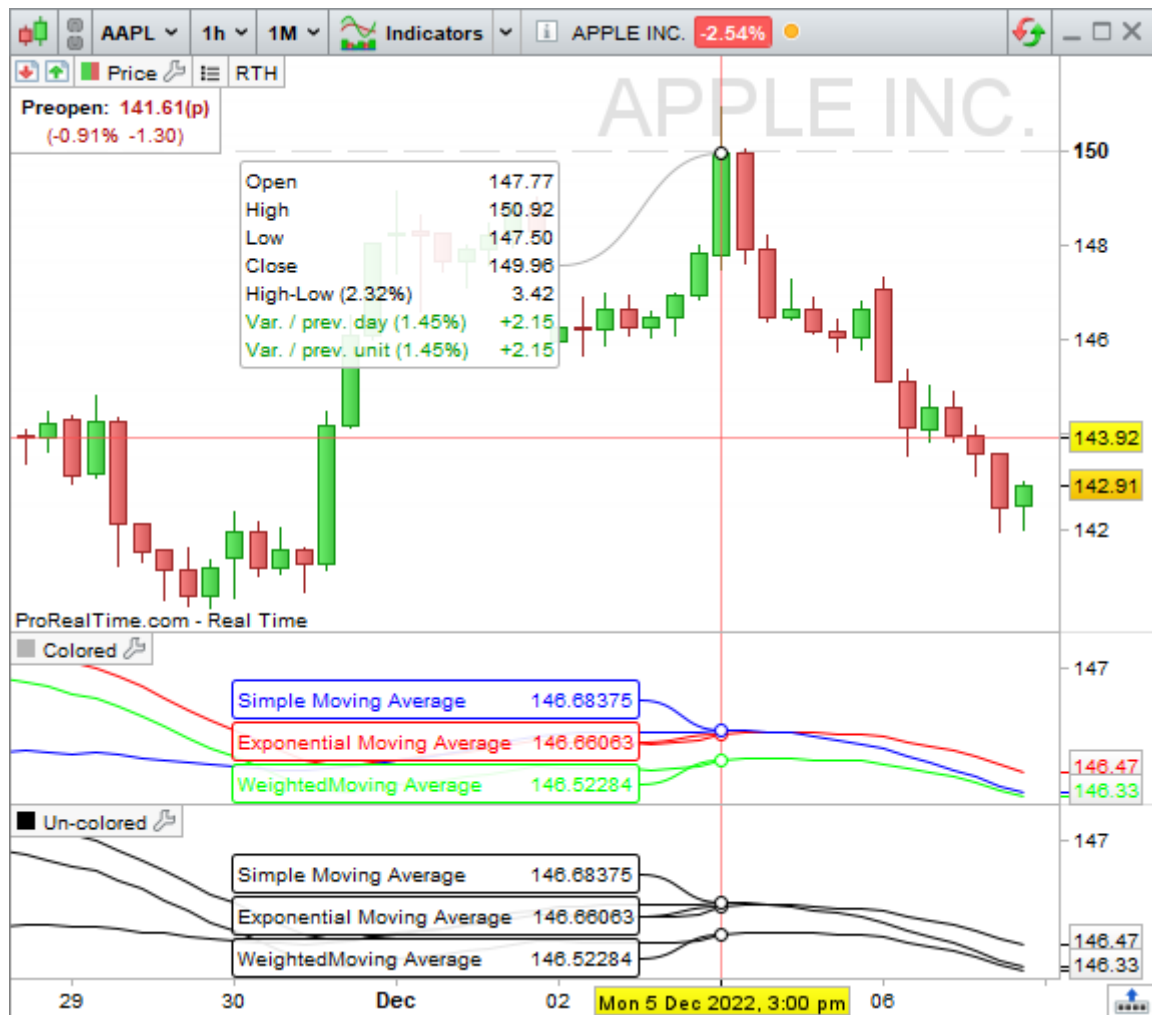 AAPL 1h 1M Indicators i APPLE INC. -2.54%
Price RTH
APPLE INC.
Preopen: 141.61(p)
(-0.91% -1.30)
150
Open 147.77
High 150.92
Low 147.50
Close 149.96
High-Low (2.32%) 3.42
Var. / prev. day (1.45%) +2.15
Var. / prev. unit (1.45%) +2.15
148
146
143.92
142.91
142
ProRealTime.com - Real Time
Colored
147
Simple Moving Average 146.68375
Exponential Moving Average 146.66063
WeightedMoving Average 146.52284
146.47
146.33
Un-colored
147
Simple Moving Average 146.68375
Exponential Moving Average 146.66063
WeightedMoving Average 146.52284
146.47
146.33
29 30 Dec 02 Mon 5 Dec 2022, 3:00 pm 06